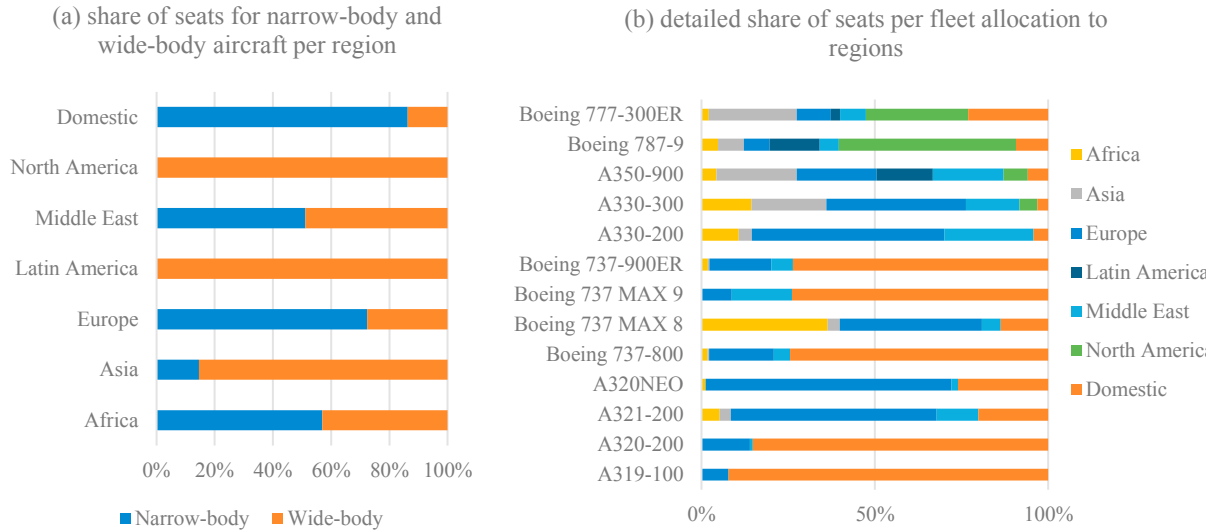 (a) share of seats for narrow-body and
wide-body aircraft per region
Domestic
North America
Middle East
Latin America
Europe
Asia
Africa
0% 20% 40% 60% 80% 100%
Narrow-body Wide-body
(b) detailed share of seats per fleet allocation to
regions
Boeing 777-300ER
Boeing 787-9
A350-900
A330-300
A330-200
Boeing 737-900ER
Boeing 737 MAX 9
Boeing 737 MAX 8
Boeing 737-800
A320NEO
A321-200
A320-200
A319-100
0% 50% 100%
Africa
Asia
Europe
Latin America
Middle East
North America
Domestic